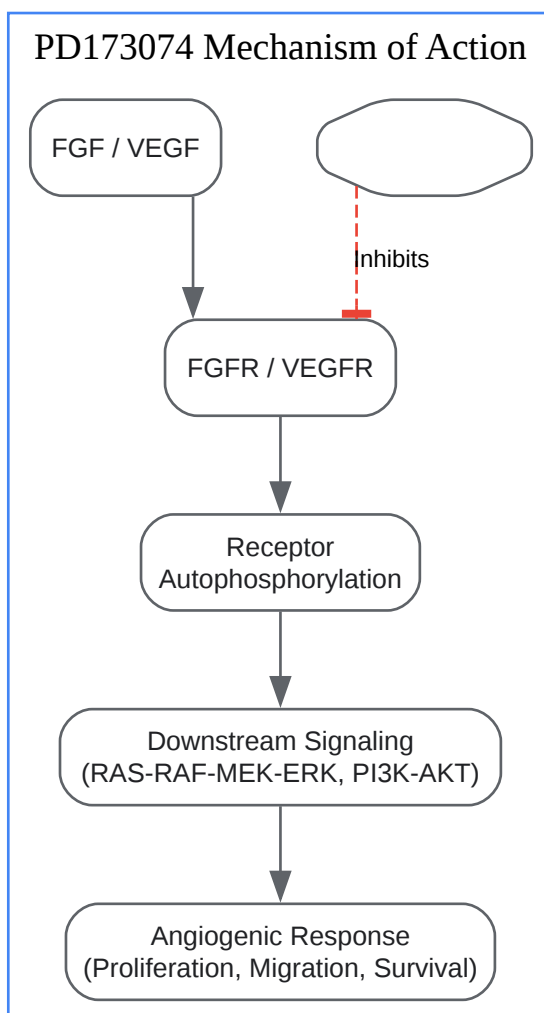 PD173074 Mechanism of Action
FGF / VEGF
Inhibits
FGFR / VEGFR
Receptor
Autophosphorylation
Downstream Signaling
(RAS-RAF-MEK-ERK, PI3K-AKT)
Angiogenic Response
(Proliferation, Migration, Survival)